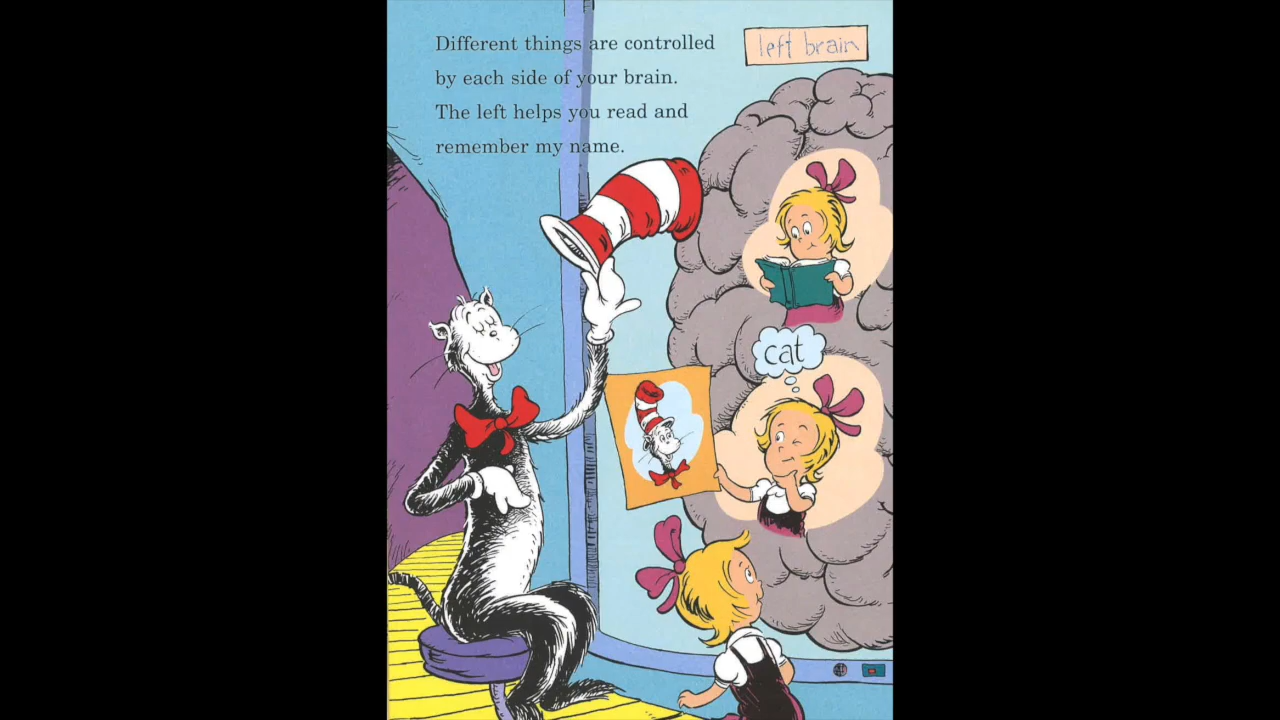 Different things are controlled
by each side of your brain.
The left helps you read and
remember my name.
left brain
cat